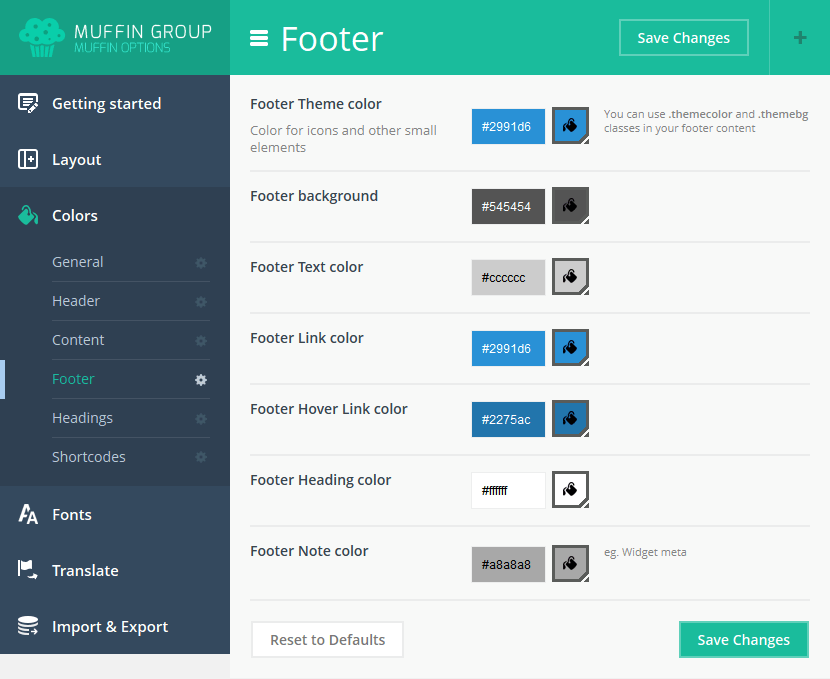 MUFFIN GROUP
MUFFIN OPTIONS
Footer
Save Changes
Getting started
Layout
Colors
General
Header
Content
Footer
Headings
Shortcodes
Fonts
Translate
Import & Export
Footer Theme color
Color for icons and other small
elements
#2991d6
You can use .themecolor and .themebg
classes in your footer content
Footer background
#545454
Footer Text color
#cccccc
Footer Link color
#2991d6
Footer Hover Link color
#2275ac
Footer Heading color
#ffffff
Footer Note color
#a8a8a8
eg. Widget meta
Reset to Defaults
Save Changes